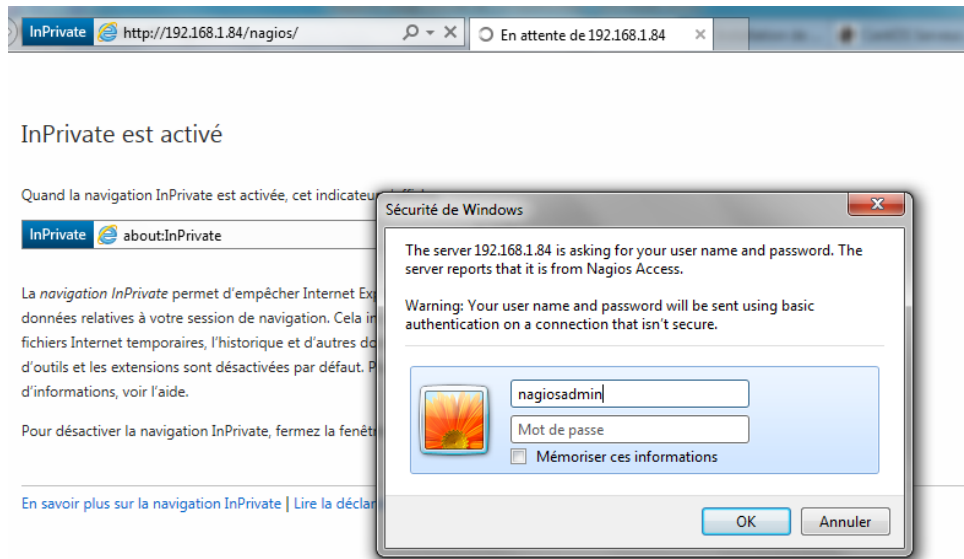 InPrivate http://192.168.1.84/nagios/ En attente de 192.168.1.84
InPrivate est activé
Quand la navigation InPrivate est activée, cet indicateur
InPrivate about:InPrivate
La navigation InPrivate permet d'empêcher Internet
données relatives à votre session de navigation. Cela
fichiers Internet temporaires, l'historique et d'autres
d'outils et les extensions sont désactivées par défaut.
d'informations, voir l'aide.
Pour désactiver la navigation InPrivate, fermez la
En savoir plus sur la navigation InPrivate | Lire la
Sécurité de Windows
The server 192.168.1.84 is asking for your user name and password. The
server reports that it is from Nagios Access.
Warning: Your user name and password will be sent using basic
authentication on a connection that isn't secure.
nagiosadmin
Mot de passe
Mémoriser ces informations
OK Annuler